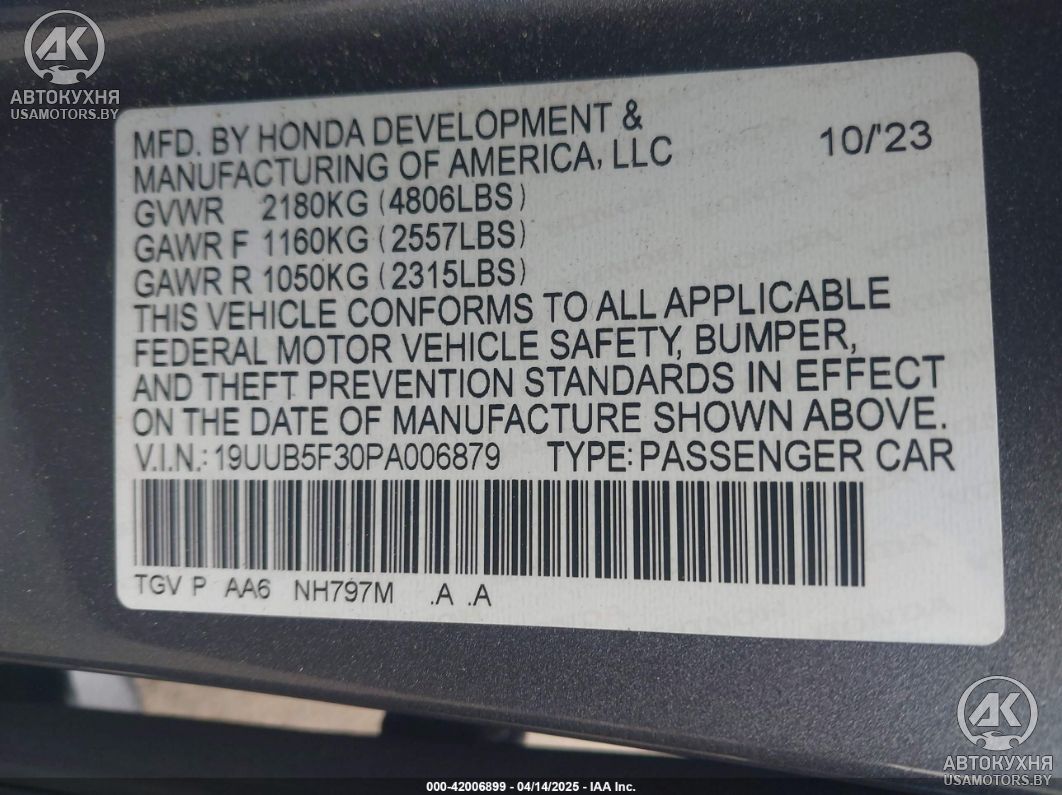 AK
АВТОКУХНЯ
USAMOTORS.BY
MFD. BY HONDA DEVELOPMENT &
MANUFACTURING OF AMERICA, LLC 10/'23
GVWR 2180KG (4806LBS)
GAWR F 1160KG (2557LBS)
GAWR R 1050KG (2315LBS)
THIS VEHICLE CONFORMS TO ALL APPLICABLE
FEDERAL MOTOR VEHICLE SAFETY, BUMPER,
AND THEFT PREVENTION STANDARDS IN EFFECT
ON THE DATE OF MANUFACTURE SHOWN ABOVE.
V.I.N.: 19UUB5F30PA006879 TYPE: PASSENGER CAR
TGV P AA6 NH797M .A .A
AK
АВТОКУХНЯ
USAMOTORS.BY
000-42006899 - 04/14/2025 - IAA Inc.